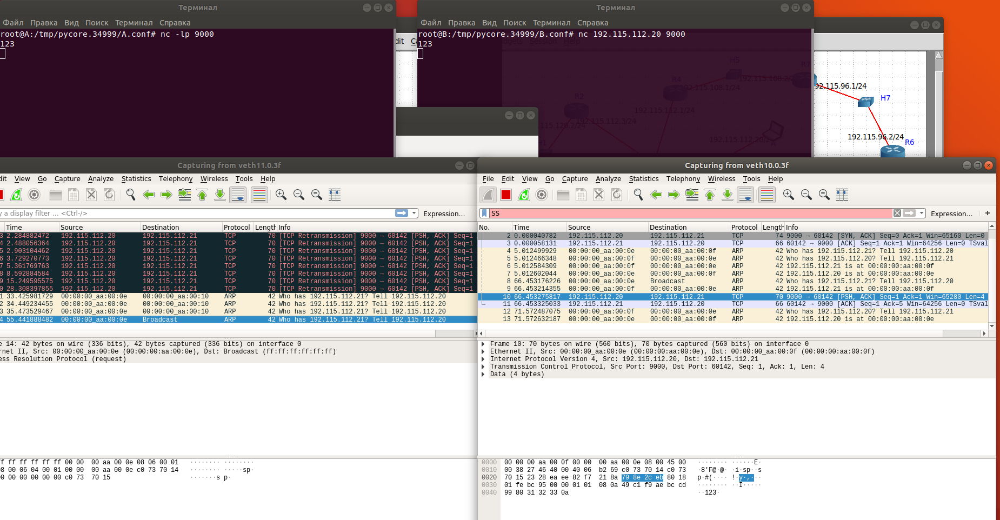 Терминал
Файл Правка Вид Поиск Терминал Справка
root@A:/tmp/pycore.34999/A.conf# nc -lp 9000
123
Терминал
Файл Правка Вид Поиск Терминал Справка
root@B:/tmp/pycore.34999/B.conf# nc 192.115.112.20 9000
123
dit
Widgets Session Help
H5
R7
192.115.108.2/24
R4
192.115.108.1/24
R2
192.115.112.1/24
192.115.112.3/24
115.120.2/24
192.115.112.20/2
H1
92.115.96.1/24
H7
192.115.96.2/24
R6
Capturing from veth11.0.3f
dit View Go Capture Analyze Statistics Telephony Wireless Tools Help
y a display filter ... <Ctrl-/> Expression...
Time Source Destination Protocol Length Info
3 2.284882472 192.115.112.20 192.115.112.21 TCP 70 [TCP Retransmission] 9000 → 60142 [PSH, ACK] Seq=1
4 2.488056364 192.115.112.20 192.115.112.21 TCP 70 [TCP Retransmission] 9000 → 60142 [PSH, ACK] Seq=1
5 2.903104462 192.115.112.20 192.115.112.21 TCP 70 [TCP Retransmission] 9000 → 60142 [PSH, ACK] Seq=1
6 3.729270773 192.115.112.20 192.115.112.21 TCP 70 [TCP Retransmission] 9000 → 60142 [PSH, ACK] Seq=1
7 5.361769763 192.115.112.20 192.115.112.21 TCP 70 [TCP Retransmission] 9000 → 60142 [PSH, ACK] Seq=1
8 8.592884584 192.115.112.20 192.115.112.21 TCP 70 [TCP Retransmission] 9000 → 60142 [PSH, ACK] Seq=1
9 15.249595575 192.115.112.20 192.115.112.21 TCP 70 [TCP Retransmission] 9000 → 60142 [PSH, ACK] Seq=1
0 28.308397855 192.115.112.20 192.115.112.21 TCP 70 [TCP Retransmission] 9000 → 60142 [PSH, ACK] Seq=1
1 33.425981729 00:00:00_aa:00:0e 00:00:00_aa:00:10 ARP 42 Who has 192.115.112.21? Tell 192.115.112.20
2 34.449234455 00:00:00_aa:00:0e 00:00:00_aa:00:10 ARP 42 Who has 192.115.112.21? Tell 192.115.112.20
3 35.473529467 00:00:00_aa:00:0e 00:00:00_aa:00:10 ARP 42 Who has 192.115.112.21? Tell 192.115.112.20
4 55.441888482 00:00:00_aa:00:0e Broadcast ARP 42 Who has 192.115.112.21? Tell 192.115.112.20
e 14: 42 bytes on wire (336 bits), 42 bytes captured (336 bits) on interface 0
rnet II, Src: 00:00:00_aa:00:0e (00:00:00:aa:00:0e), Dst: Broadcast (ff:ff:ff:ff:ff:ff)
ess Resolution Protocol (request)
ff ff ff ff ff ff 00 00 00 aa 00 0e 08 06 00 01 ········ ········
08 00 06 04 00 01 00 00 00 aa 00 0e c0 73 70 14 ········ ·····sp·
00 00 00 00 00 00 c0 73 70 15 ·······s p·
Capturing from veth10.0.3f
File Edit View Go Capture Analyze Statistics Telephony Wireless Tools Help
SS Expression... +
No. Time Source Destination Protocol Length Info
2 0.000040782 192.115.112.20 192.115.112.21 TCP 74 9000 → 60142 [SYN, ACK] Seq=0 Ack=1 Win=65160 Len=0
3 0.000058131 192.115.112.21 192.115.112.20 TCP 66 60142 → 9000 [ACK] Seq=1 Ack=1 Win=64256 Len=0 TSval
4 5.012499929 00:00:00_aa:00:0e 00:00:00_aa:00:0f ARP 42 Who has 192.115.112.21? Tell 192.115.112.20
5 5.012466348 00:00:00_aa:00:0f 00:00:00_aa:00:0e ARP 42 Who has 192.115.112.20? Tell 192.115.112.21
6 5.012584309 00:00:00_aa:00:0f 00:00:00_aa:00:0e ARP 42 192.115.112.21 is at 00:00:00:aa:00:0f
7 5.012602044 00:00:00_aa:00:0e 00:00:00_aa:00:0f ARP 42 192.115.112.20 is at 00:00:00:aa:00:0e
8 66.453176226 00:00:00_aa:00:0e Broadcast ARP 42 Who has 192.115.112.21? Tell 192.115.112.20
9 66.453214355 00:00:00_aa:00:0f 00:00:00_aa:00:0e ARP 42 192.115.112.21 is at 00:00:00:aa:00:0f
10 66.453275817 192.115.112.20 192.115.112.21 TCP 70 9000 → 60142 [PSH, ACK] Seq=1 Ack=1 Win=65280 Len=4
11 66.453325033 192.115.112.21 192.115.112.20 TCP 66 60142 → 9000 [ACK] Seq=1 Ack=5 Win=64256 Len=0 TSval
12 71.572487075 00:00:00_aa:00:0f 00:00:00_aa:00:0e ARP 42 Who has 192.115.112.20? Tell 192.115.112.21
13 71.572632187 00:00:00_aa:00:0e 00:00:00_aa:00:0f ARP 42 192.115.112.20 is at 00:00:00:aa:00:0e
Frame 10: 70 bytes on wire (560 bits), 70 bytes captured (560 bits) on interface 0
Ethernet II, Src: 00:00:00_aa:00:0e (00:00:00:aa:00:0e), Dst: 00:00:00_aa:00:0f (00:00:00:aa:00:0f)
Internet Protocol Version 4, Src: 192.115.112.20, Dst: 192.115.112.21
Transmission Control Protocol, Src Port: 9000, Dst Port: 60142, Seq: 1, Ack: 1, Len: 4
Data (4 bytes)
0000 00 00 00 aa 00 0f 00 00 00 aa 00 0e 08 00 45 00 ········ ······E·
0010 00 38 27 46 40 00 40 06 b2 69 c0 73 70 14 c0 73 ·8'F@·@· ·i·sp··s
0020 70 15 23 28 ea ee 82 f7 21 8a 79 8e 2c eb 80 18 p·#(···· !·y·,···
0030 01 fe bc 95 00 00 01 01 08 0a 49 c1 f9 ae bc cd ········ ··I·····
0040 99 80 31 32 33 0a ··123·